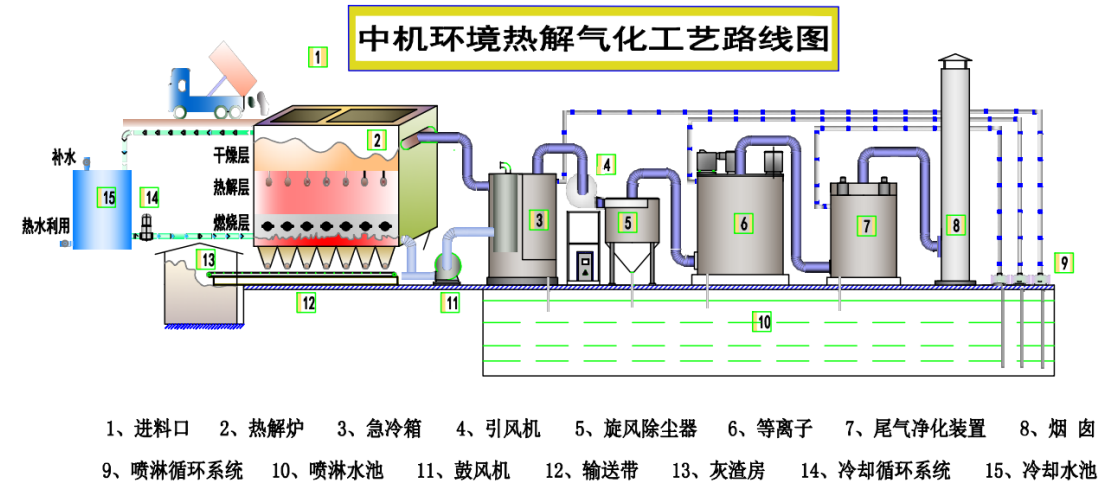 中机环境热解气化工艺路线图
1
2
补水
干燥层
热解层
燃烧层
热水利用
15
14
13
12
11
3
4
5
6
7
8
9
10
1、进料口 2、热解炉 3、急冷箱 4、引风机 5、旋风除尘器 6、等离子 7、尾气净化装置 8、烟 囱
9、喷淋循环系统 10、喷淋水池 11、鼓风机 12、输送带 13、灰渣房 14、冷却循环系统 15、冷却水池